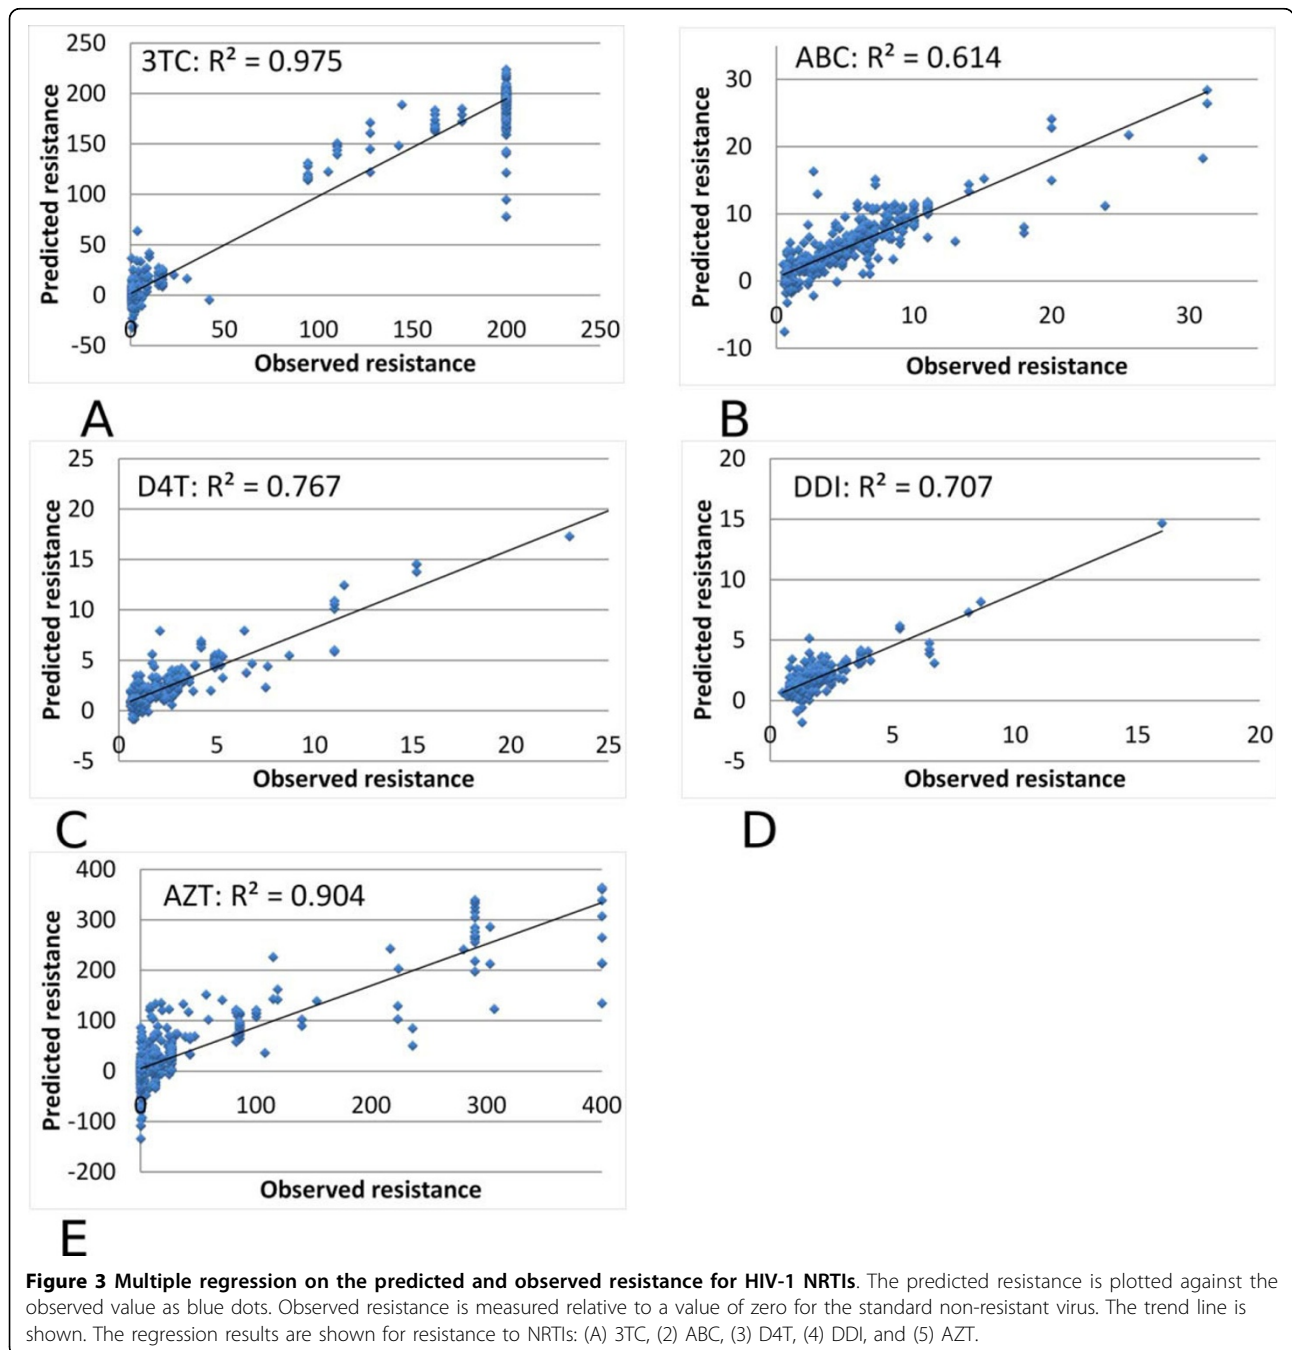 3TC: R² = 0.975
250
200
150
100
50
0
-50
0
50
100
150
200
250
Predicted resistance
Observed resistance
A
ABC: R² = 0.614
30
20
10
0
-10
0
10
20
30
Predicted resistance
Observed resistance
B
D4T: R² = 0.767
25
20
15
10
5
0
-5
0
5
10
15
20
25
Predicted resistance
Observed resistance
C
DDI: R² = 0.707
20
15
10
5
0
-5
0
5
10
15
20
Predicted resistance
Observed resistance
D
AZT: R² = 0.904
400
300
200
100
0
-100
-200
0
100
200
300
400
Predicted resistance
Observed resistance
E
Figure 3 Multiple regression on the predicted and observed resistance for HIV-1 NRTIs. The predicted resistance is plotted against the
observed value as blue dots. Observed resistance is measured relative to a value of zero for the standard non-resistant virus. The trend line is
shown. The regression results are shown for resistance to NRTIs: (A) 3TC, (2) ABC, (3) D4T, (4) DDI, and (5) AZT.